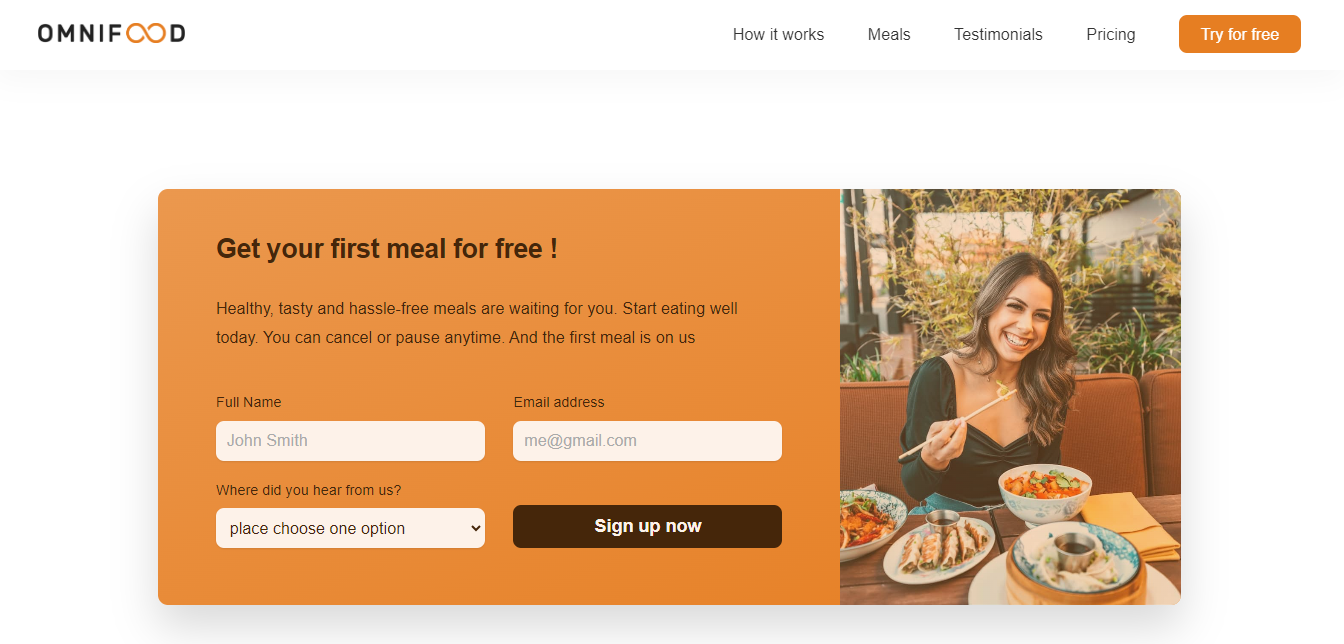 OMNIFOOD
How it works
Meals
Testimonials
Pricing
Try for free
Get your first meal for free !
Healthy, tasty and hassle-free meals are waiting for you. Start eating well
today. You can cancel or pause anytime. And the first meal is on us
Full Name
Email address
John Smith
me@gmail.com
Where did you hear from us?
place choose one option
Sign up now